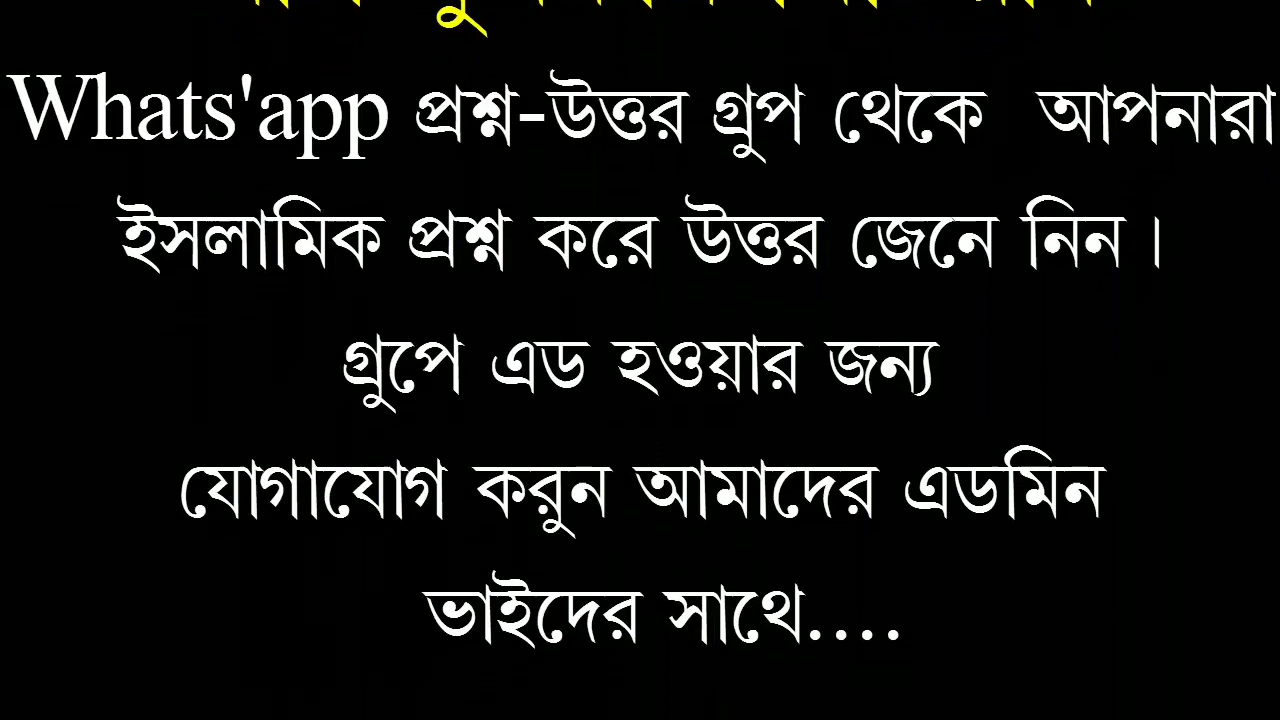 Whats'app প্রশ্ন-উত্তর গ্রুপ থেকে আপনারা
ইসলামিক প্রশ্ন করে উত্তর জেনে নিন।
গ্রুপে এড হওয়ার জন্য
যোগাযোগ করুন আমাদের এডমিন
ভাইদের সাথে....